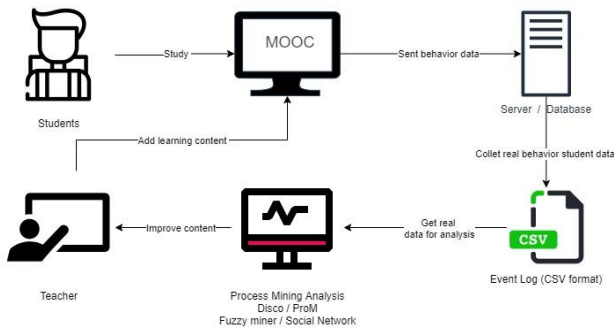 MOOC
Study
Sent behavior data
Students
Server / Database
Add learning content
Collet real behavior student data
Improve content
Get real
data for analysis
CSV
Teacher
Process Mining Analysis
Disco / ProM
Fuzzy miner / Social Network
Event Log (CSV format)